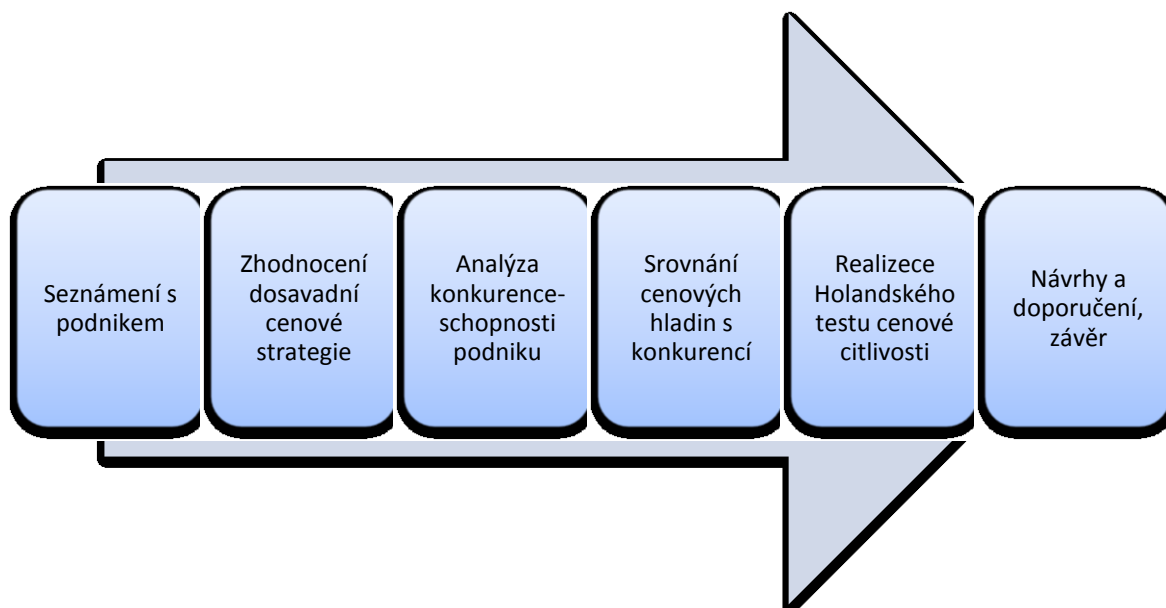 Seznámení s
podnikem
Zhodnocení
dosavadní
cenové
strategie
Analýza
konkurence-
schopnosti
podniku
Srovnání
cenových
hladin s
konkurencí
Realizece
Holandského
testu cenové
citlivosti
Návrhy a
doporučení,
závěr